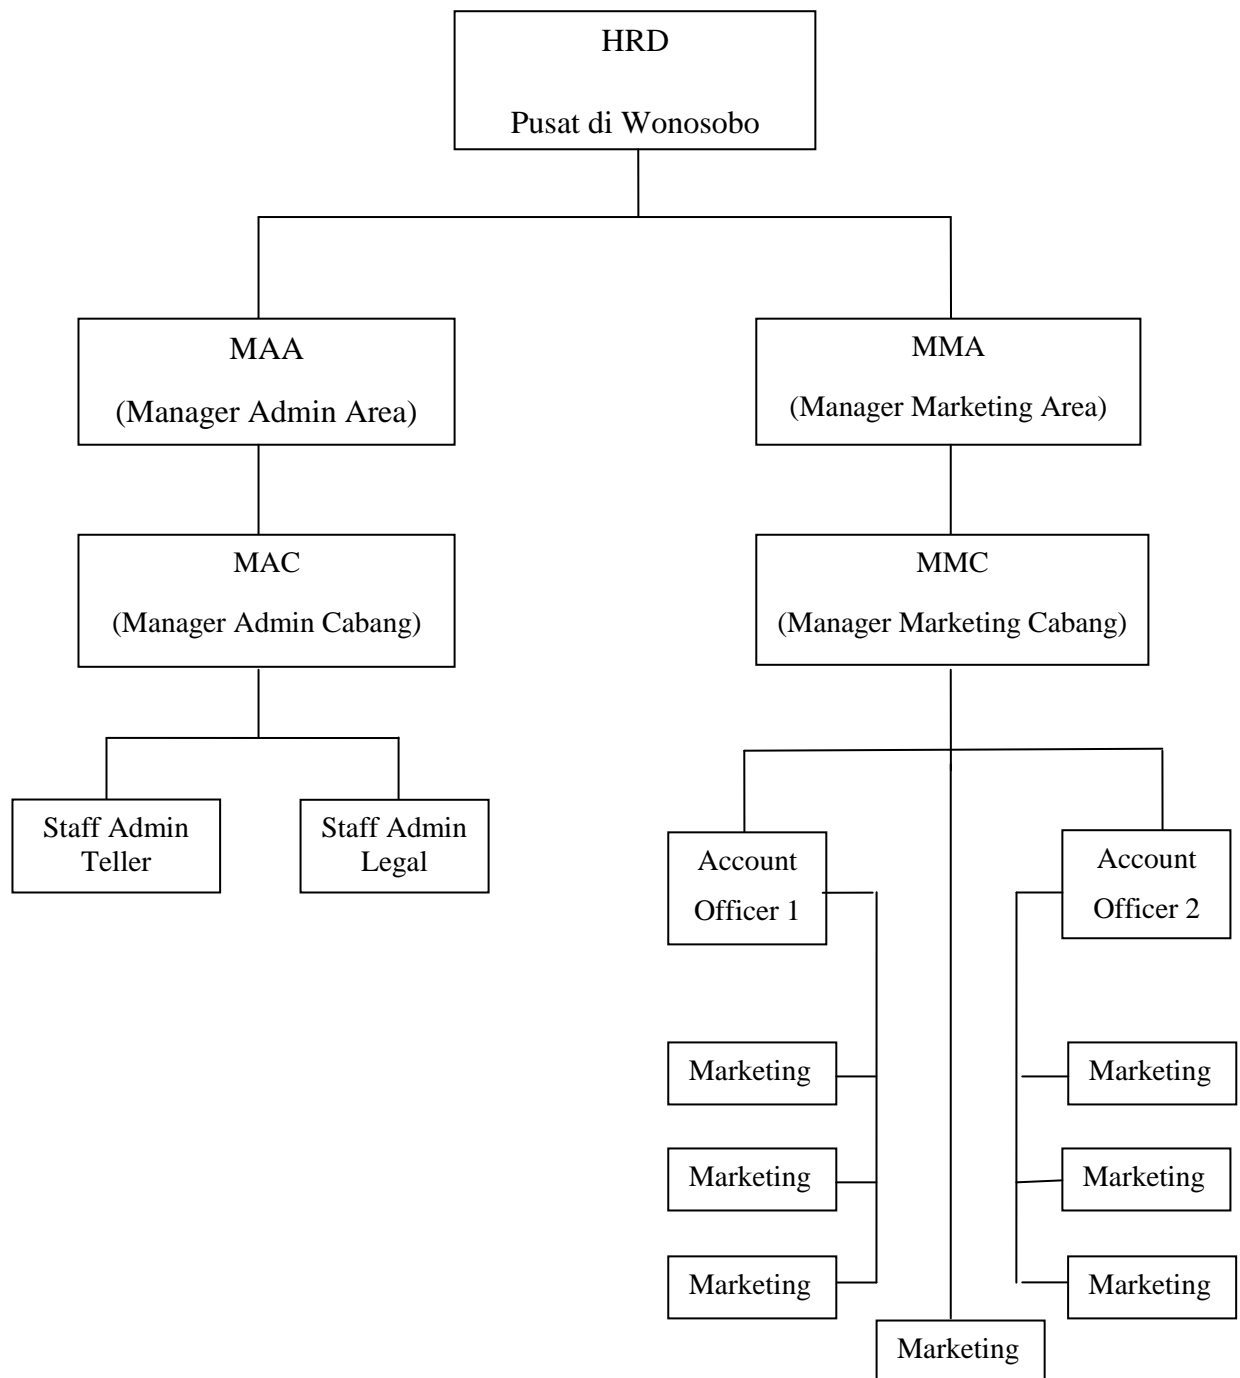 HRD
Pusat di Wonosobo
MAA
(Manager Admin Area)
MMA
(Manager Marketing Area)
MAC
(Manager Admin Cabang)
MMC
(Manager Marketing Cabang)
Staff Admin
Teller
Staff Admin
Legal
Account
Officer 1
Account
Officer 2
Marketing
Marketing
Marketing
Marketing
Marketing
Marketing
Marketing